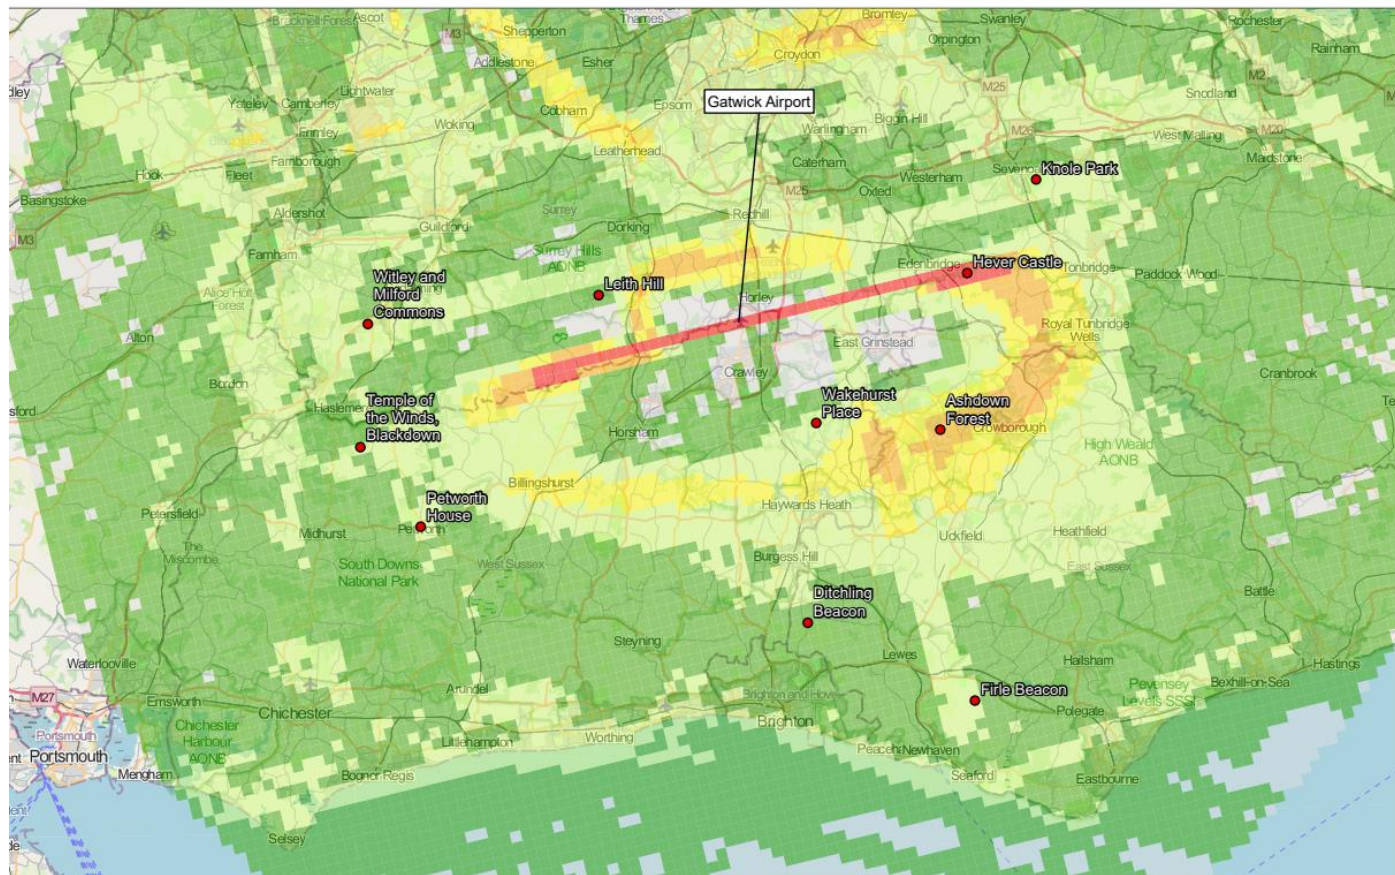 Bracknell Forest
Ascot
M3
Shepperton
Thames
Bromley
Swanley
Rochester
Addlestone
Esher
Croydon
Orpington
Rainham
Lightwater
Yateley
Camberley
Cobham
Epsom
Gatwick Airport
M25
M2
Snodland
Frimley
Woking
Biggin Hill
Warlingham
M26
West Malling
M20
Farnborough
Leatherhead
Hook
Fleet
Caterham
Westerham
Sevenoaks
Knole Park
Maidstone
Basingstoke
M25
Oxted
Aldershot
Surrey
Redhill
M3
Guildford
Dorking
Farnham
Surrey Hills
AONB
Edenbridge
Hever Castle
Tonbridge
Paddock Wood
Witley and
Milford
Commons
Alice Holt
Forest
Leith Hill
Horley
Royal Tunbridge
Wells
Alton
East Grinstead
Crawley
Cranbrook
Bordon
Haslemere
Temple of
the Winds,
Blackdown
Wakehurst
Place
Ashdown
Forest
Crowborough
Horsham
High Weald
AONB
Billingshurst
Haywards Heath
Petersfield
Petworth
House
Midhurst
Petworth
Uckfield
Heathfield
The
Miscombe
South Downs
National Park
West Sussex
Burgess Hill
East Sussex
Ditchling
Beacon
Battle
Steyning
Lewes
Hailsham
Hastings
Waterlooville
Firle Beacon
Pevensey
Levels SSSI
Bexhill-on-Sea
M27
Emsworth
Arundel
Brighton and Hove
Polegate
Portsmouth
Chichester
Chichester
Harbour
AONB
Littlehampton
Worthing
Brighton
Newhaven
Portsmouth
Mengham
Bognor Regis
Seaford
Eastbourne
Selsey